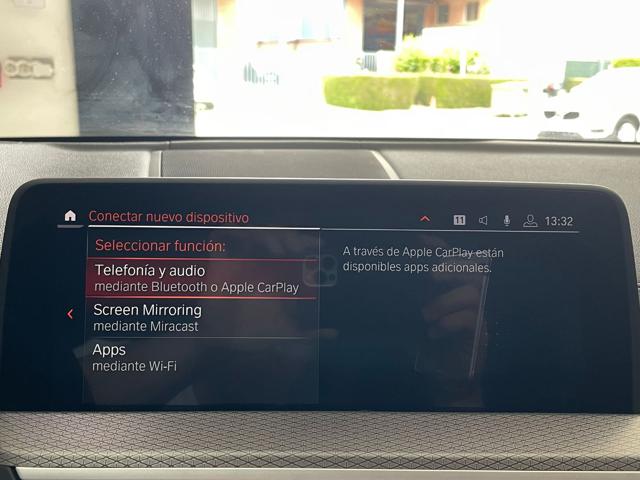 Conectar nuevo dispositivo
11
13:32
Seleccionar función:
Telefonía y audio
mediante Bluetooth o Apple CarPlay
Screen Mirroring
mediante Miracast
Apps
mediante Wi-Fi
A través de Apple CarPlay están
disponibles apps adicionales.